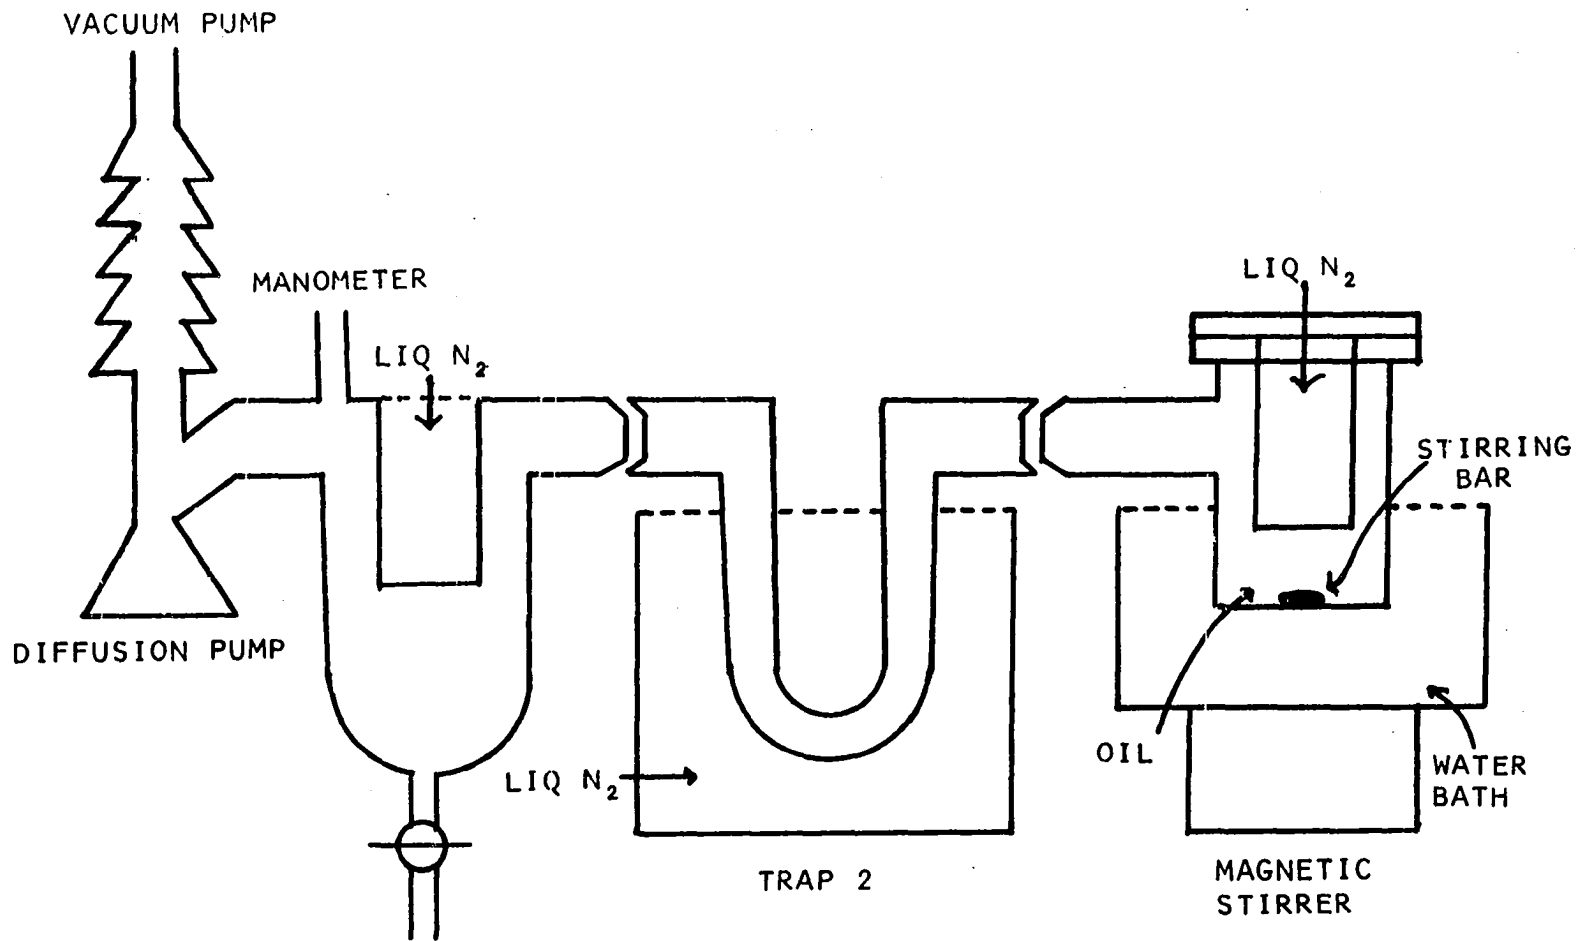 VACUUM PUMP
MANOMETER
LIQ N₂
LIQ N₂
STIRRING
BAR
DIFFUSION PUMP
LIQ N₂
OIL
WATER
BATH
TRAP 2
MAGNETIC
STIRRER